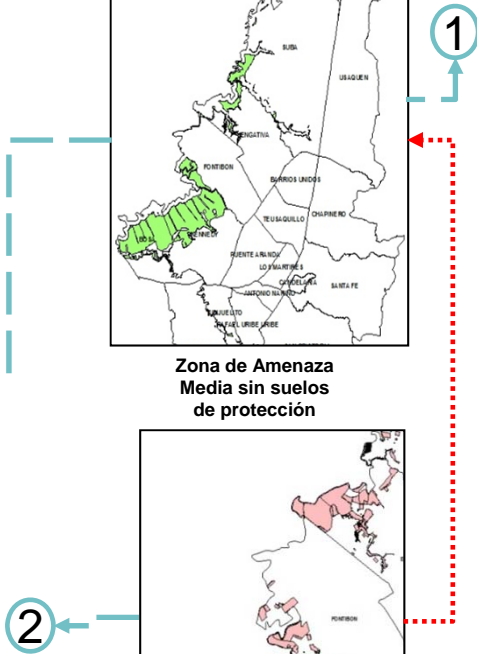 1
SUBA
USAQUEN
ENGATIVA
FONTIBON
BARRIOS UNIDOS
TEUSAQUILLO
CHAPINERO
KENNEDY
PUENTE ARANDA
LOS MARTIRES
CANDELARIA
SANTA FE
ANTONIO NARIÑO
RAFAEL URIBE URIBE
Zona de Amenaza
Media sin suelos
de protección
FONTIBON
2